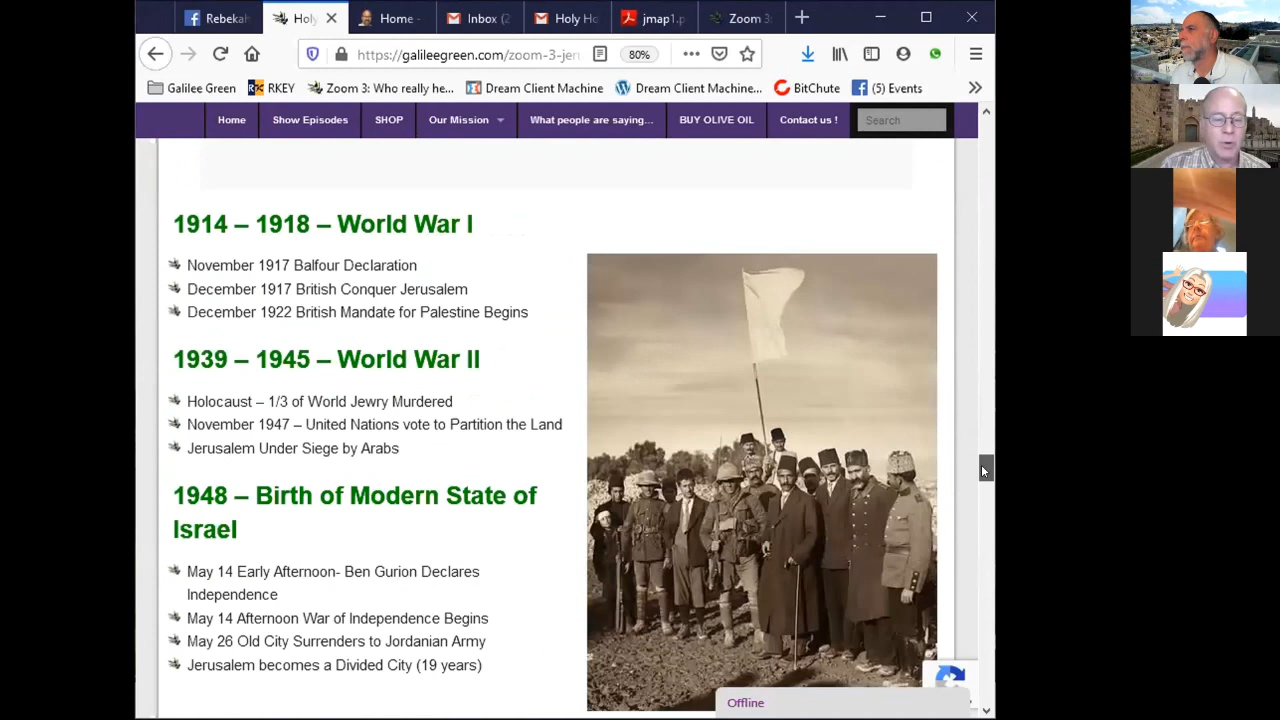 Rebekah
Holy
Home -
Inbox (2
Holy Ho
jmap1.p
Zoom 3:
https://galileegreen.com/zoom-3-jer
80%
Galilee Green
RKEY
Zoom 3: Who really he...
Dream Client Machine
Dream Client Machine...
BitChute
(5) Events
Home
Show Episodes
SHOP
Our Mission
What people are saying...
BUY OLIVE OIL
Contact us !
Search
1914 – 1918 – World War I
November 1917 Balfour Declaration
December 1917 British Conquer Jerusalem
December 1922 British Mandate for Palestine Begins
1939 – 1945 – World War II
Holocaust – 1/3 of World Jewry Murdered
November 1947 – United Nations vote to Partition the Land
Jerusalem Under Siege by Arabs
1948 – Birth of Modern State of
Israel
May 14 Early Afternoon- Ben Gurion Declares
Independence
May 14 Afternoon War of Independence Begins
May 26 Old City Surrenders to Jordanian Army
Jerusalem becomes a Divided City (19 years)
Offline